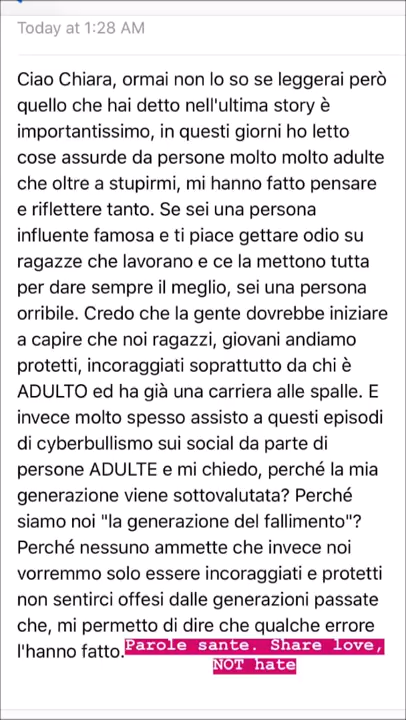 Today at 1:28 AM
Ciao Chiara, ormai non lo so se leggerai però
quello che hai detto nell'ultima story è
importantissimo, in questi giorni ho letto
cose assurde da persone molto molto adulte
che oltre a stupirmi, mi hanno fatto pensare
e riflettere tanto. Se sei una persona
influente famosa e ti piace gettare odio su
ragazze che lavorano e ce la mettono tutta
per dare sempre il meglio, sei una persona
orribile. Credo che la gente dovrebbe iniziare
a capire che noi ragazzi, giovani andiamo
protetti, incoraggiati soprattutto da chi è
ADULTO ed ha già una carriera alle spalle. E
invece molto spesso assisto a questi episodi
di cyberbullismo sui social da parte di
persone ADULTE e mi chiedo, perché la mia
generazione viene sottovalutata? Perché
siamo noi "la generazione del fallimento"?
Perché nessuno ammette che invece noi
vorremmo solo essere incoraggiati e protetti
non sentirci offesi dalle generazioni passate
che, mi permetto di dire che qualche errore
l'hanno fatto.
Parole sante. Share love,
NOT hate